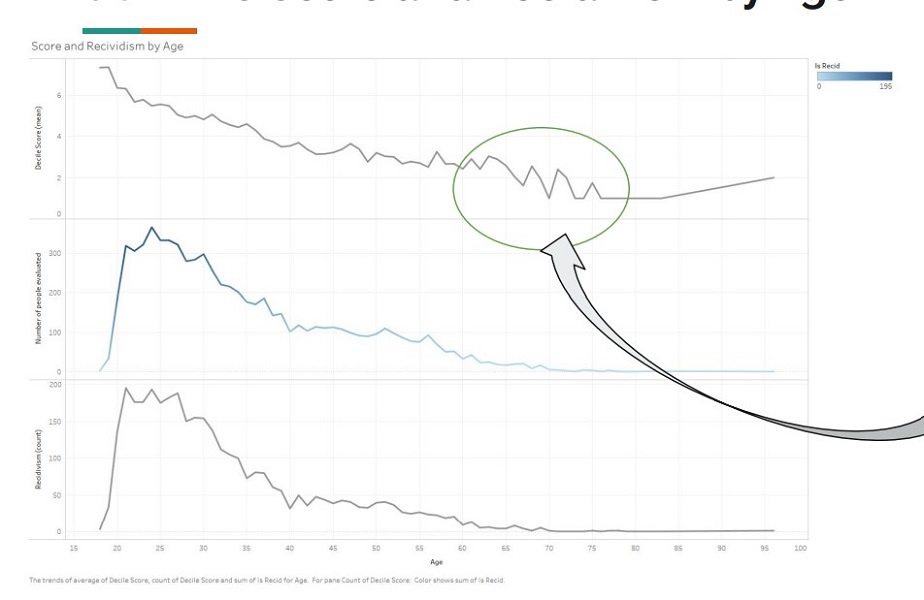 Score and Recividism by Age
Is Recid
0 195
Decile Score (mean)
6
4
2
0
Number of people evaluated
300
200
100
0
Recidivism (count)
200
150
100
50
0
15 20 25 30 35 40 45 50 55 60 65 70 75 80 85 90 95 100
Age
The trends of average of Decile Score, count of Decile Score and sum of Is Recid for Age. For pane Count of Decile Score: Color shows sum of Is Recid.